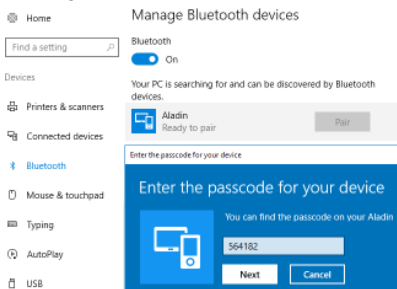 Home
Find a setting
Devices
Printers & scanners
Connected devices
Bluetooth
Mouse & touchpad
Typing
AutoPlay
USB
Manage Bluetooth devices
Bluetooth
On
Your PC is searching for and can be discovered by Bluetooth
devices.
Aladin
Ready to pair
Pair
Enter the passcode for your device
Enter the passcode for your device
You can find the passcode on your Aladin
564182
Next
Cancel